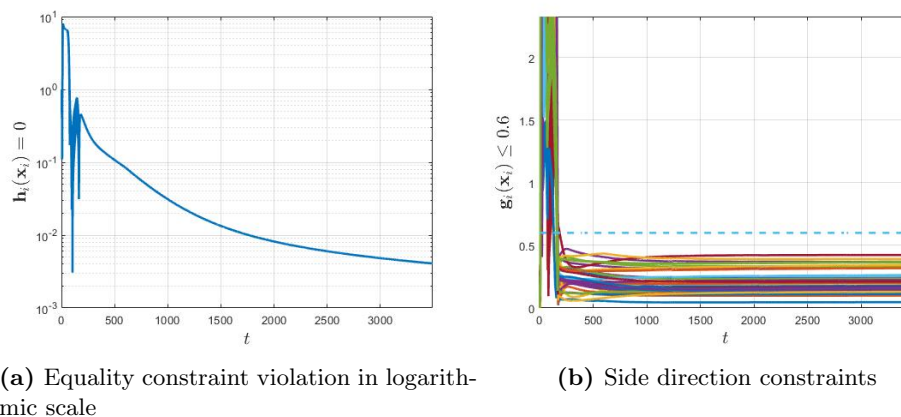 10^1
10^0
10^-1
10^-2
10^-3
h_i(x_i) = 0
0 500 1000 1500 2000 2500 3000
t
2
1.5
1
0.5
0
g_i(x_i) ≤ 0.6
0 500 1000 1500 2000 2500 3000
t
(a) Equality constraint violation in logarith-
mic scale
(b) Side direction constraints